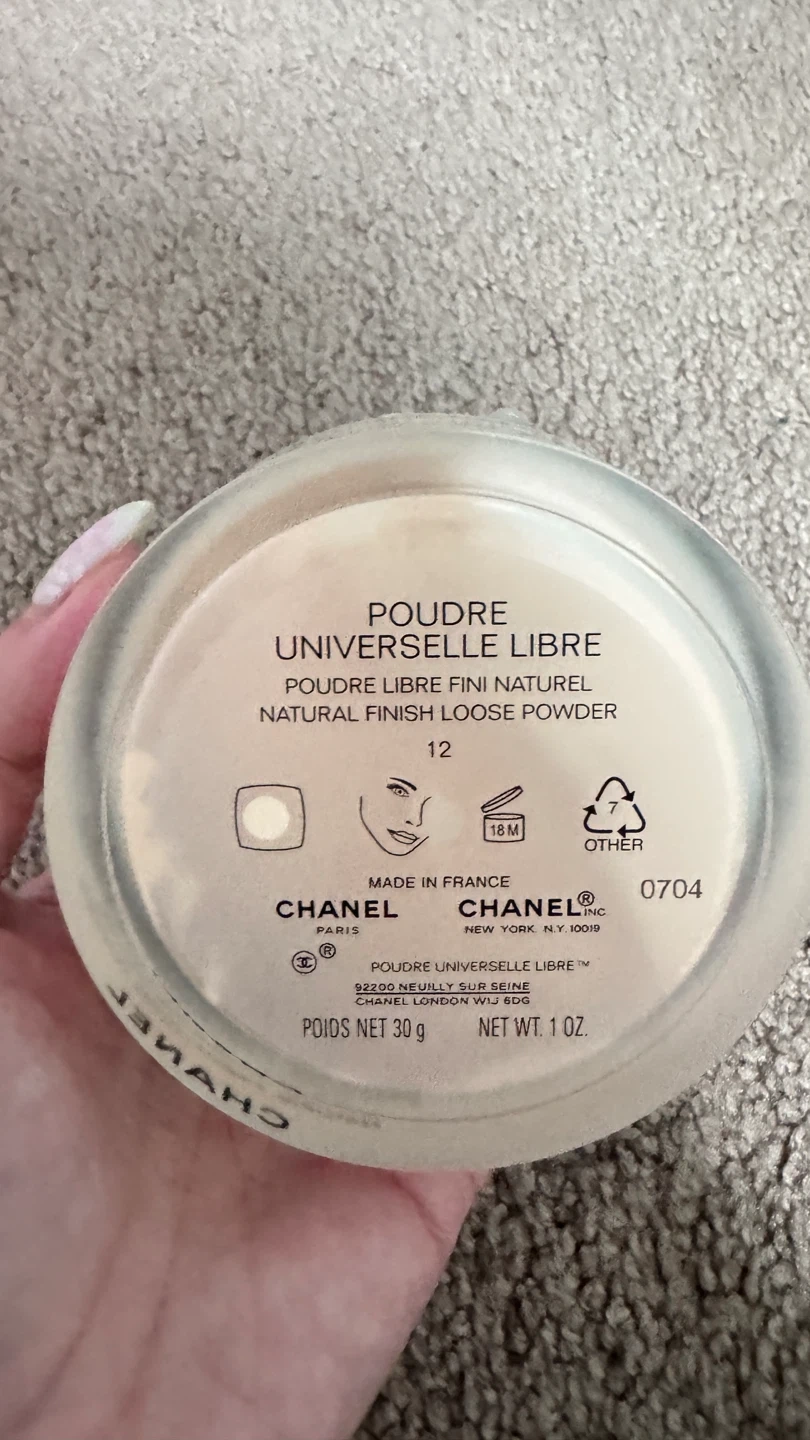 POUDRE
UNIVERSELLE LIBRE
POUDRE LIBRE FINI NATUREL
NATURAL FINISH LOOSE POWDER
12
18 M
7
OTHER
MADE IN FRANCE
0704
CHANEL CHANEL® INC
PARIS NEW YORK N.Y. 10019
® POUDRE UNIVERSELLE LIBRE™
92200 NEUILLY SUR SEINE
CHANEL LONDON W1J 6DG
POIDS NET 30 g NET WT. 1 OZ.
CHANEL